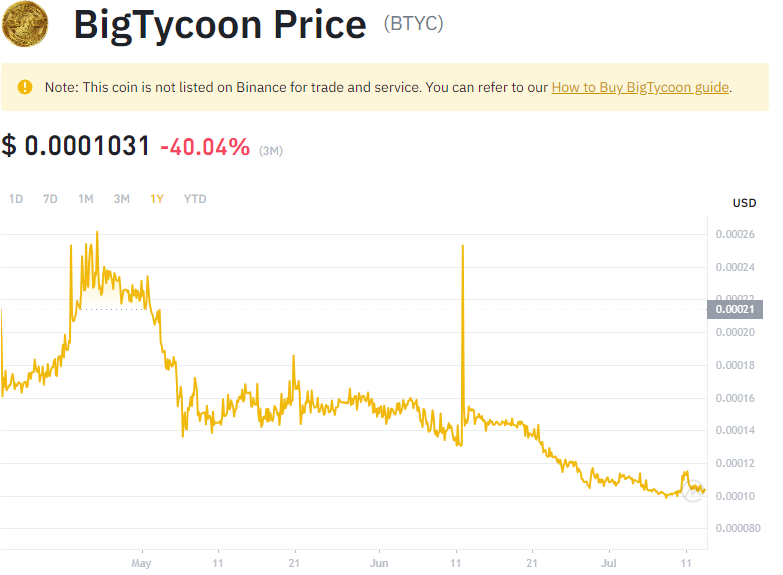 BigTycoon Price (BTYC)
Note: This coin is not listed on Binance for trade and service. You can refer to our How to Buy BigTycoon guide.
$ 0.0001031 -40.04% (3M)
1D 7D 1M 3M 1Y YTD
USD
0.00026
0.00024
0.00022
0.00021
0.00020
0.00018
0.00016
0.00014
0.00012
0.00010
0.000080
May 11 21 Jun 11 21 Jul 11